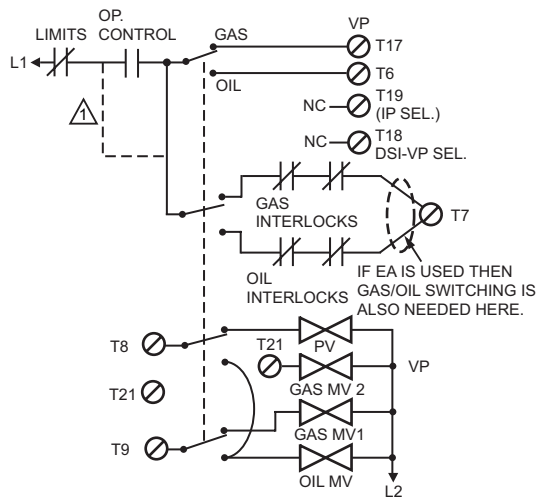 OP.
LIMITS CONTROL
GAS
VP
T17
L1
T6
OIL
NC T19
(IP SEL.)
1
NC T18
DSI-VP SEL.
GAS
INTERLOCKS
T7
OIL
INTERLOCKS
IF EA IS USED THEN
GAS/OIL SWITCHING IS
ALSO NEEDED HERE.
T8
T21
PV
VP
T21
GAS MV 2
GAS MV1
T9
OIL MV
L2